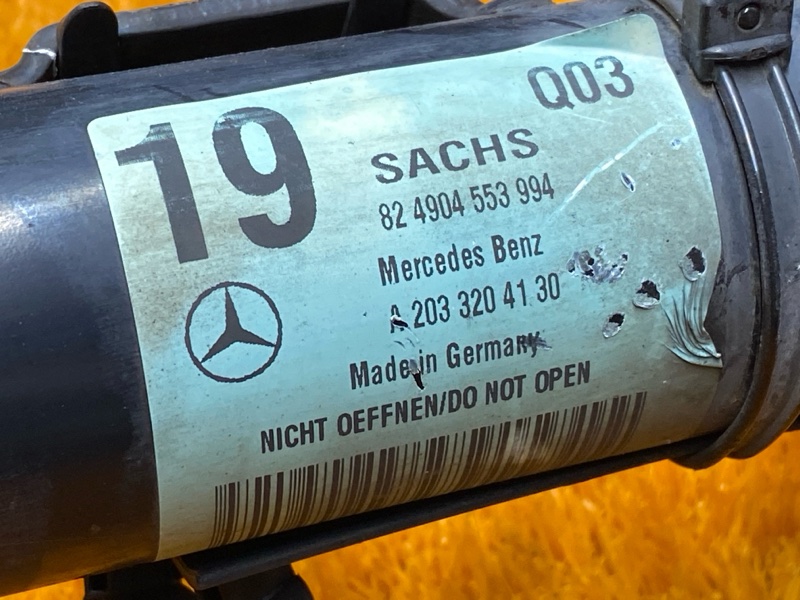 Q03
19
SACHS
82 4904 553 994
Mercedes Benz
A 203 320 41 30
Made in Germany
NICHT OEFFNEN/DO NOT OPEN